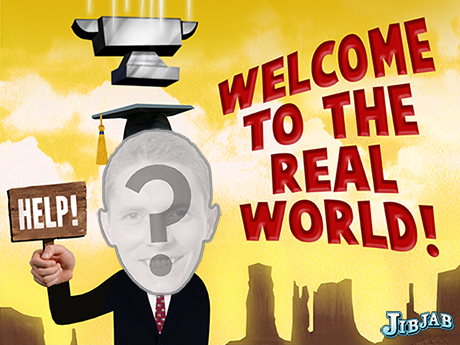 WELCOME
TO THE
REAL
WORLD!
HELP!
?
JIBJAB